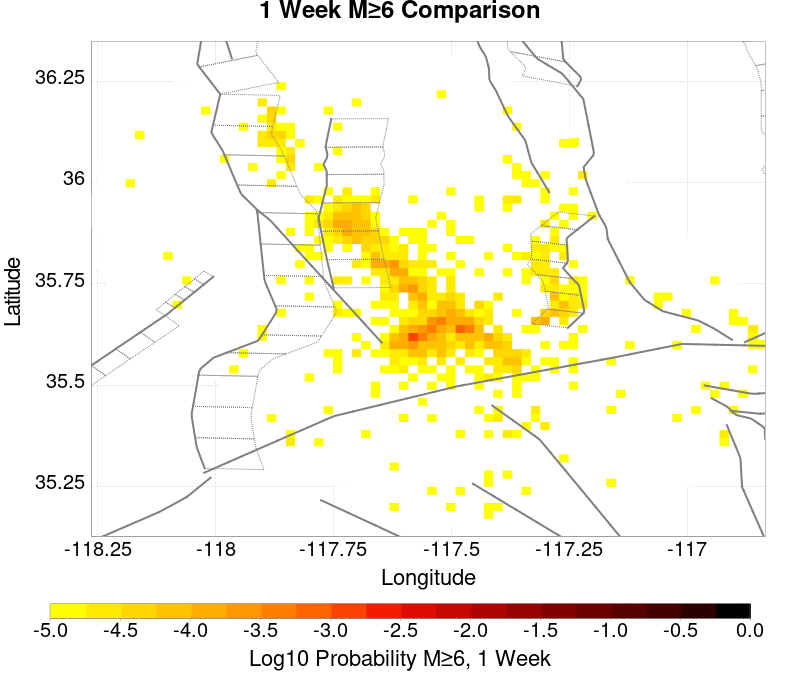 1 Week M≥6 Comparison
36.25
36
35.75
35.5
35.25
Latitude
-118.25 -118 -117.75 -117.5 -117.25 -117
Longitude
-5.0 -4.5 -4.0 -3.5 -3.0 -2.5 -2.0 -1.5 -1.0 -0.5 0.0
Log10 Probability M≥6, 1 Week